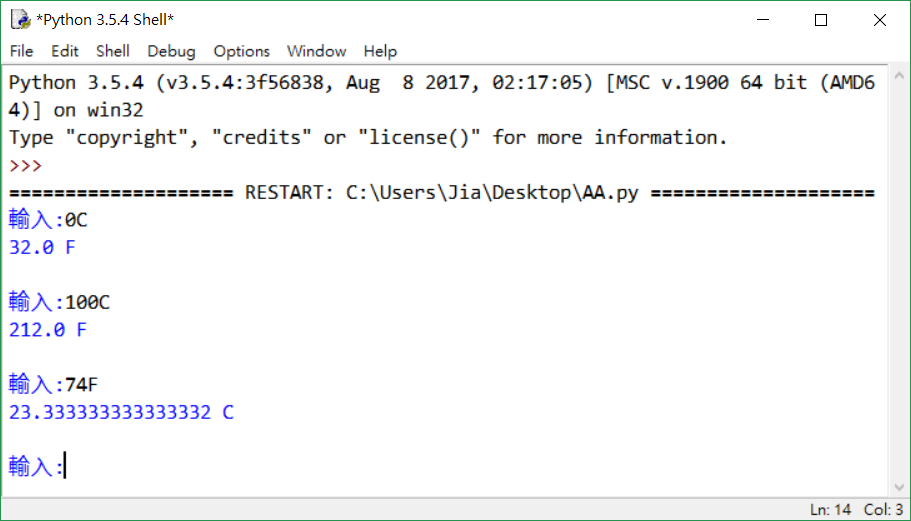 *Python 3.5.4 Shell*
File Edit Shell Debug Options Window Help
Python 3.5.4 (v3.5.4:3f56838, Aug  8 2017, 02:17:05) [MSC v.1900 64 bit (AMD6
4)] on win32
Type "copyright", "credits" or "license()" for more information.
>>>
==================== RESTART: C:\Users\Jia\Desktop\AA.py ====================
輸入:0C
32.0 F
輸入:100C
212.0 F
輸入:74F
23.333333333333332 C
輸入:
Ln: 14 Col: 3